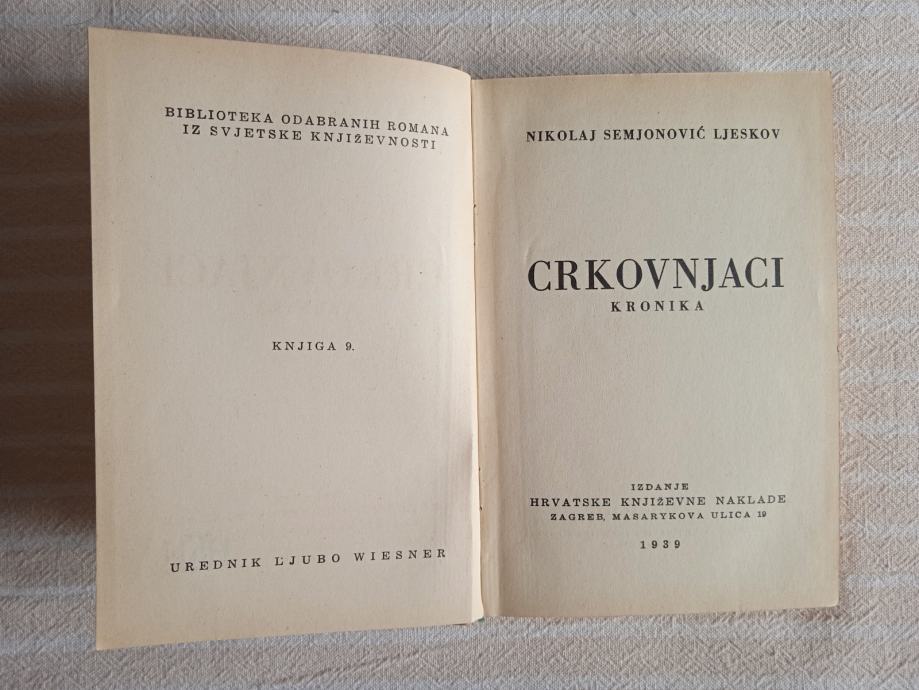 BIBLIOTEKA ODABRANIH ROMANA
IZ SVJETSKE KNJIŽEVNOSTI
KNJIGA 9.
UREDNIK LJUBO WIESNER
NIKOLAJ SEMJONOVIĆ LJESKOV
CRKOVNJACI
KRONIKA
IZDANJE
HRVATSKE KNJIŽEVNE NAKLADE
ZAGREB, MASARYKOVA ULICA 19
1939